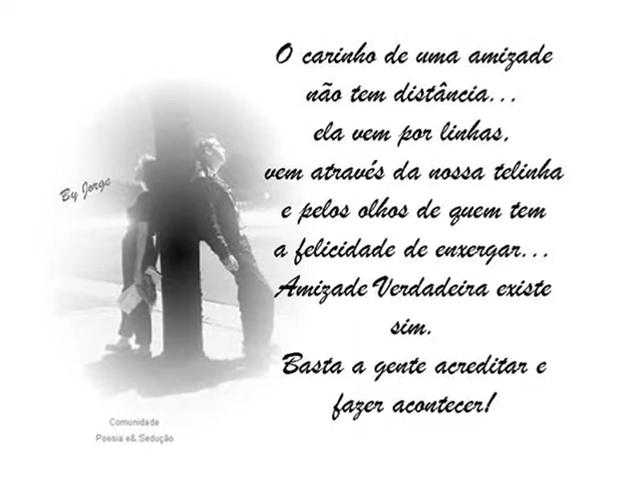 O carinho de uma amizade
não tem distância...
ela vem por linhas,
vem através da nossa telinha
e pelos olhos de quem tem
a felicidade de enxergar...
Amizade Verdadeira existe
sim.
Basta a gente acreditar e
fazer acontecer!
By Jorge
Comunidade
Poesia e& Sedução